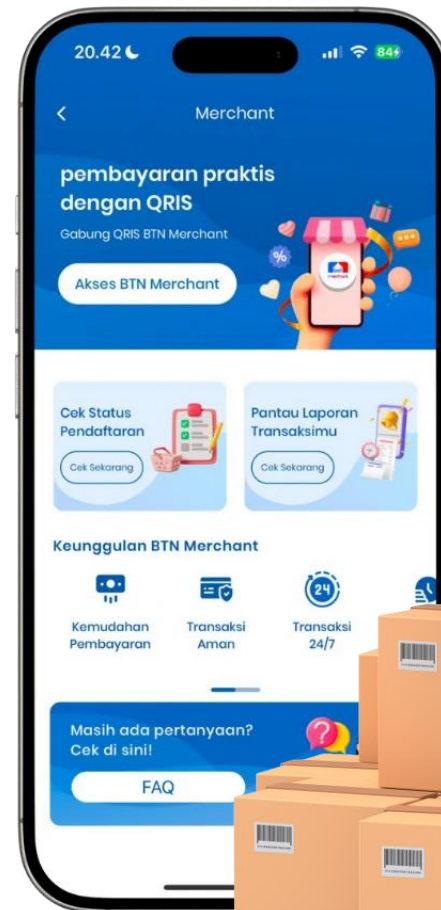 20.42
84
Merchant
pembayaran praktis
dengan QRIS
Gabung QRIS BTN Merchant
Akses BTN Merchant
%
Cek Status
Pendaftaran
Cek Sekarang
Pantau Laporan
Transaksimu
Cek Sekarang
Keunggulan BTN Merchant
24
Kemudahan
Pembayaran
Transaksi
Aman
Transaksi
24/7
Masih ada pertanyaan?
Cek di sini!
?
FAQ